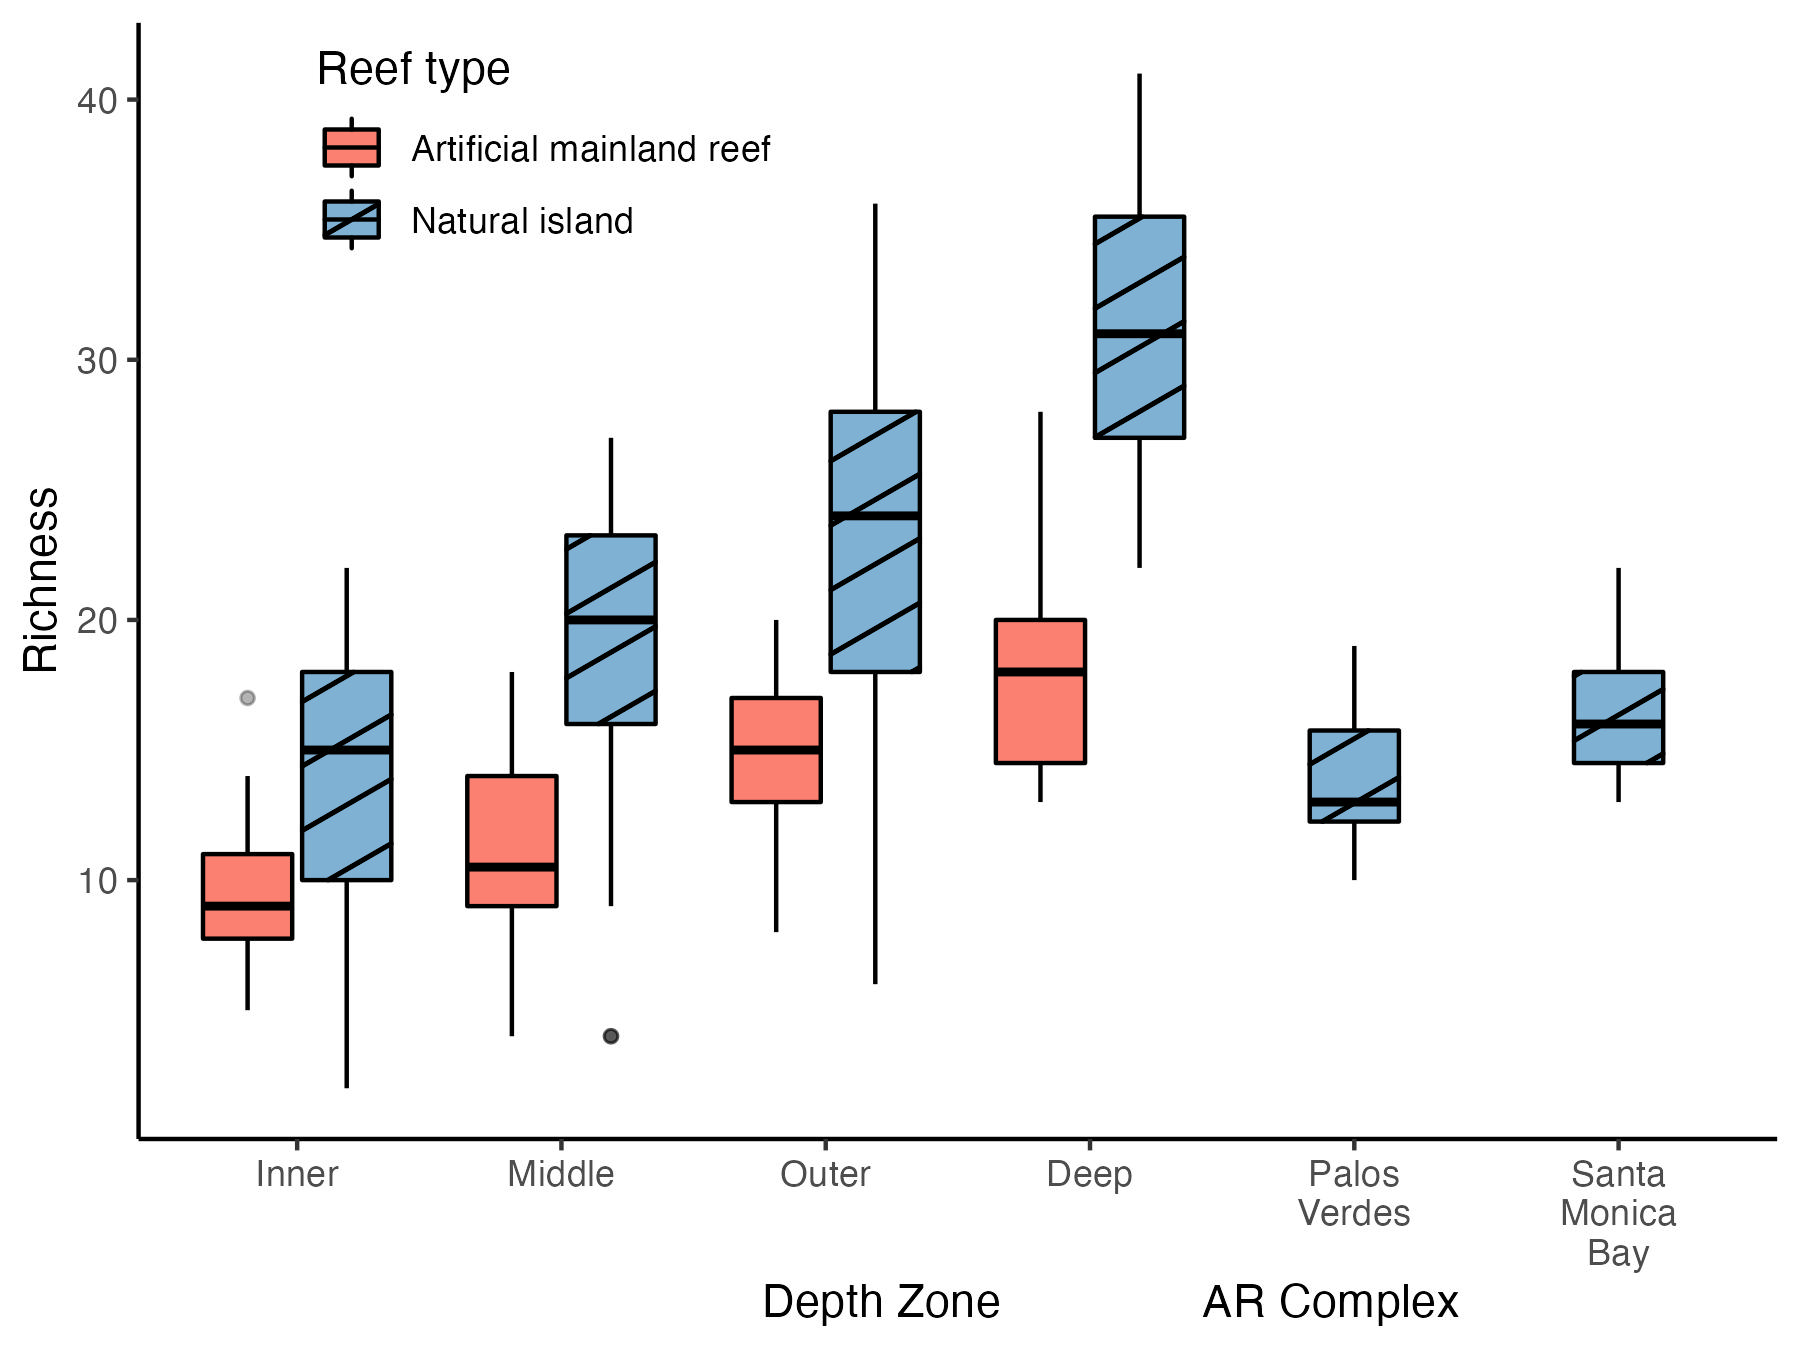 Reef type
Artificial mainland reef
Natural island
40
30
20
10
Richness
Inner
Middle
Outer
Deep
Palos
Verdes
Santa
Monica
Bay
Depth Zone
AR Complex